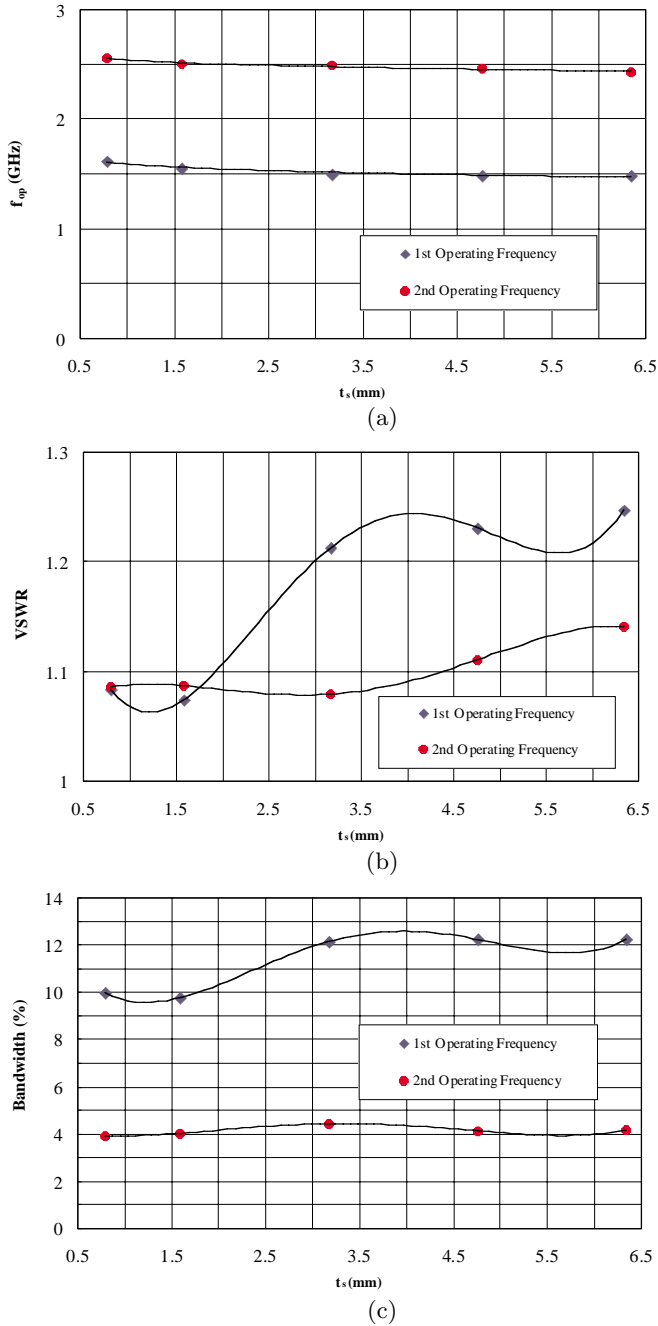 3
2
1
0
f op (GHz)
1st Operating Frequency
2nd Operating Frequency
0.5 1.5 2.5 3.5 4.5 5.5 6.5
t s (mm)
(a)
1.3
1.2
1.1
1
VSWR
1st Operating Frequency
2nd Operating Frequency
0.5 1.5 2.5 3.5 4.5 5.5 6.5
t s (mm)
(b)
14
12
10
8
6
4
2
0
Bandwidth (%)
1st Operating Frequency
2nd Operating Frequency
0.5 1.5 2.5 3.5 4.5 5.5 6.5
t s (mm)
(c)